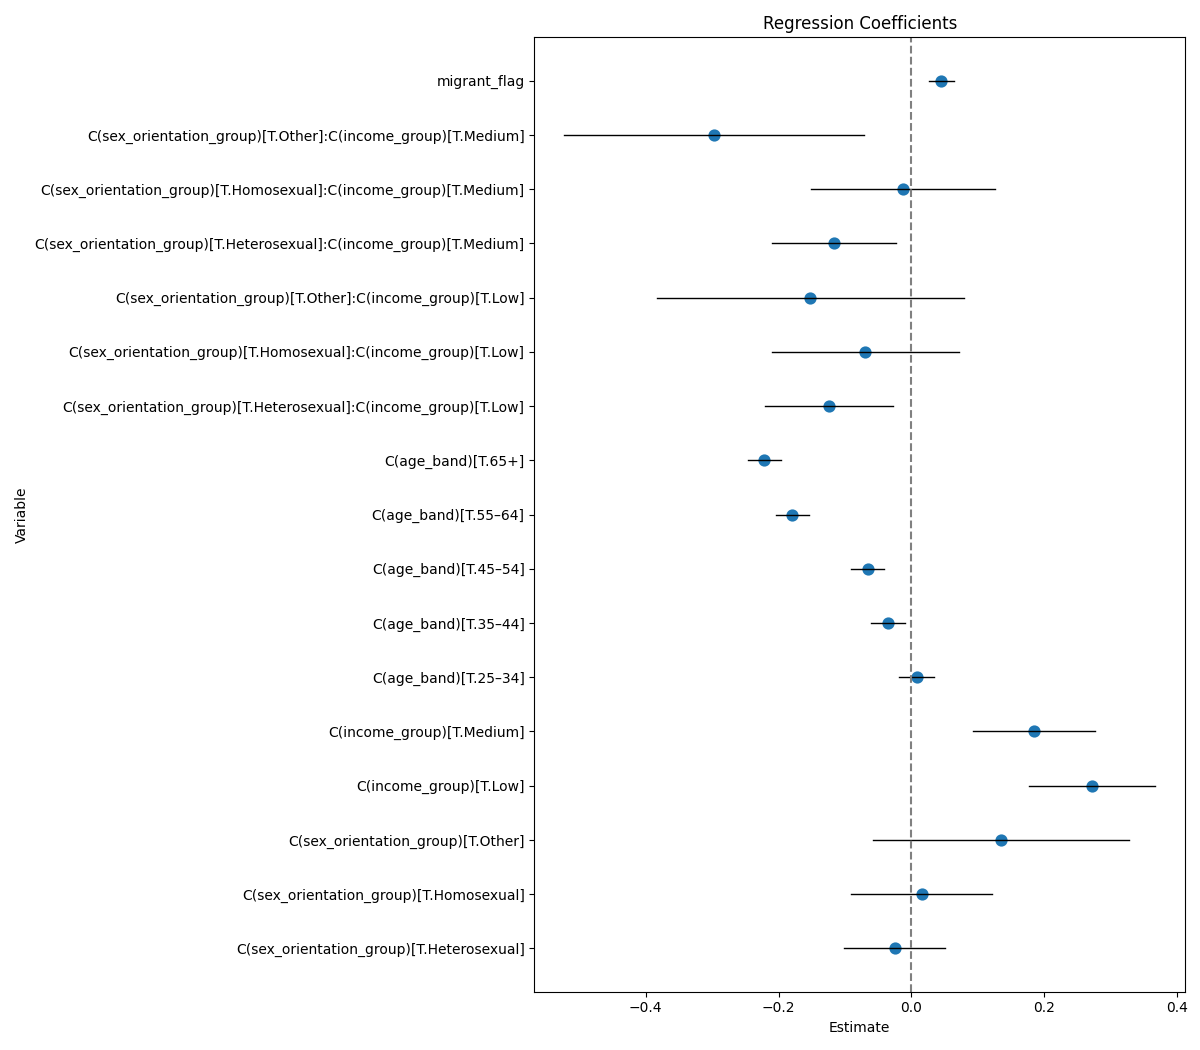 Regression Coefficients
migrant_flag
C(sex_orientation_group)[T.Other]:C(income_group)[T.Medium]
C(sex_orientation_group)[T.Homosexual]:C(income_group)[T.Medium]
C(sex_orientation_group)[T.Heterosexual]:C(income_group)[T.Medium]
C(sex_orientation_group)[T.Other]:C(income_group)[T.Low]
C(sex_orientation_group)[T.Homosexual]:C(income_group)[T.Low]
C(sex_orientation_group)[T.Heterosexual]:C(income_group)[T.Low]
C(age_band)[T.65+]
C(age_band)[T.55–64]
C(age_band)[T.45–54]
C(age_band)[T.35–44]
C(age_band)[T.25–34]
C(income_group)[T.Medium]
C(income_group)[T.Low]
C(sex_orientation_group)[T.Other]
C(sex_orientation_group)[T.Homosexual]
C(sex_orientation_group)[T.Heterosexual]
Variable
−0.4 −0.2 0.0 0.2 0.4
Estimate